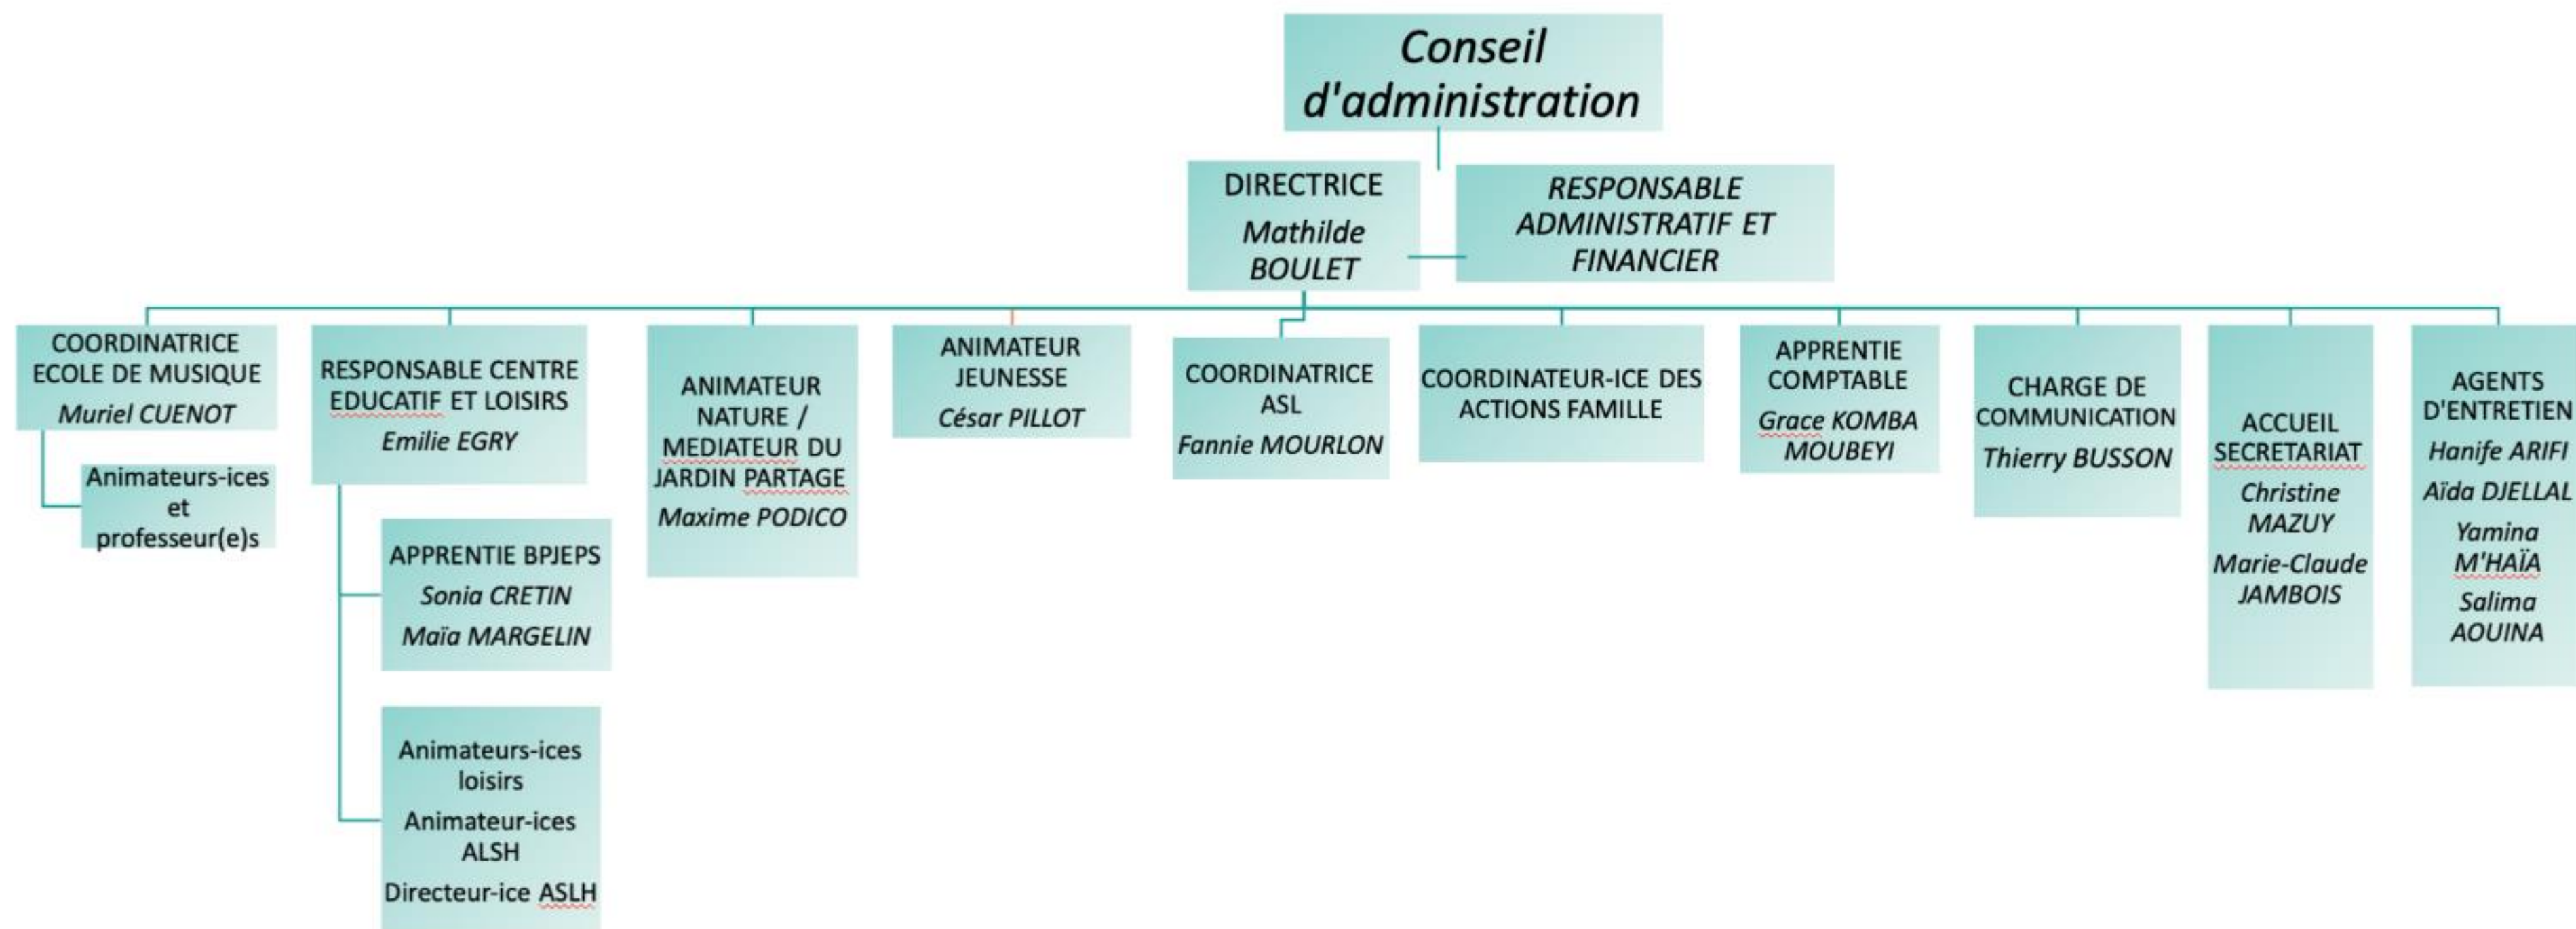 Conseil
d'administration
DIRECTRICE
Mathilde
BOULET
RESPONSABLE
ADMINISTRATIF ET
FINANCIER
COORDINATRICE
ECOLE DE MUSIQUE
Muriel CUENOT
Animateurs-ices
et
professeur(e)s
RESPONSABLE CENTRE
EDUCATIF ET LOISIRS
Emilie EGRY
APPRENTIE BPJEPS
Sonia CRETIN
Maïa MARGELIN
Animateurs-ices
loisirs
Animateur-ices
ALSH
Directeur-ice ASLH
ANIMATEUR
NATURE /
MEDIATEUR DU
JARDIN PARTAGE
Maxime PODICO
ANIMATEUR
JEUNESSE
César PILLOT
COORDINATRICE
ASL
Fannie MOURLON
COORDINATEUR-ICE DES
ACTIONS FAMILLE
APPRENTIE
COMPTABLE
Grace KOMBA
MOUBEYI
CHARGE DE
COMMUNICATION
Thierry BUSSON
ACCUEIL
SECRETARIAT
Christine
MAZUY
Marie-Claude
JAMBOIS
AGENTS
D'ENTRETIEN
Hanife ARIFI
Aïda DJELLAL
Yamina
M'HAÏA
Salima
AOUINA